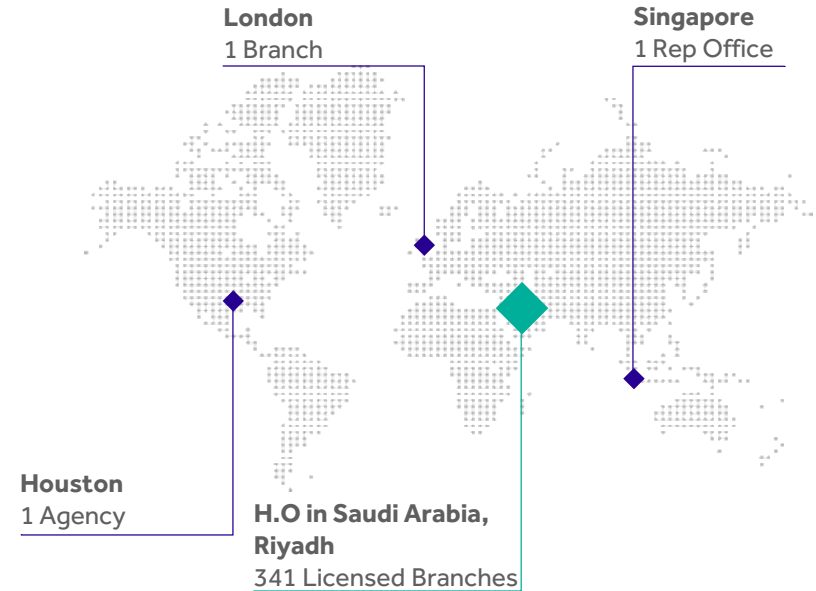 London
1 Branch
Singapore
1 Rep Office
Houston
1 Agency
H.O in Saudi Arabia,
Riyadh
341 Licensed Branches